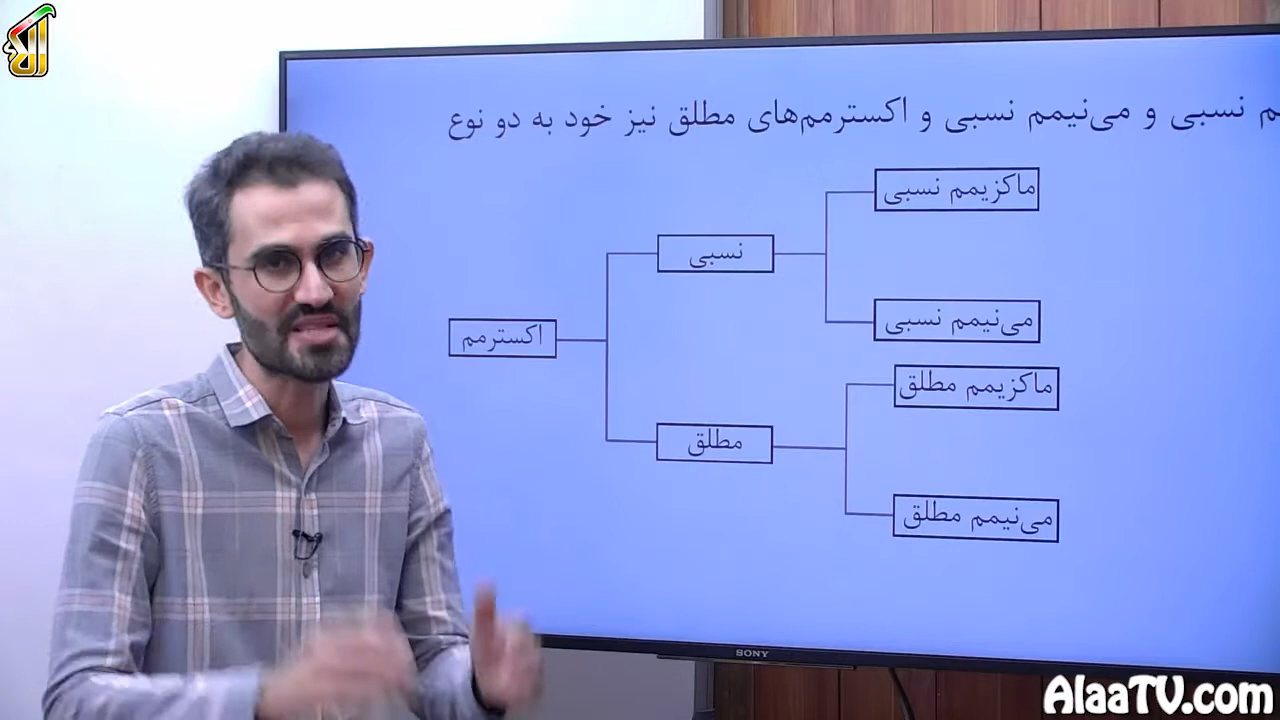 نسبی و می‌نیمم نسبی و اکسترمم‌های مطلق نیز خود به دو نوع
ماکزیمم نسبی
نسبی
می‌نیمم نسبی
اکسترمم
ماکزیمم مطلق
مطلق
می‌نیمم مطلق
SONY
AlaaTV.com